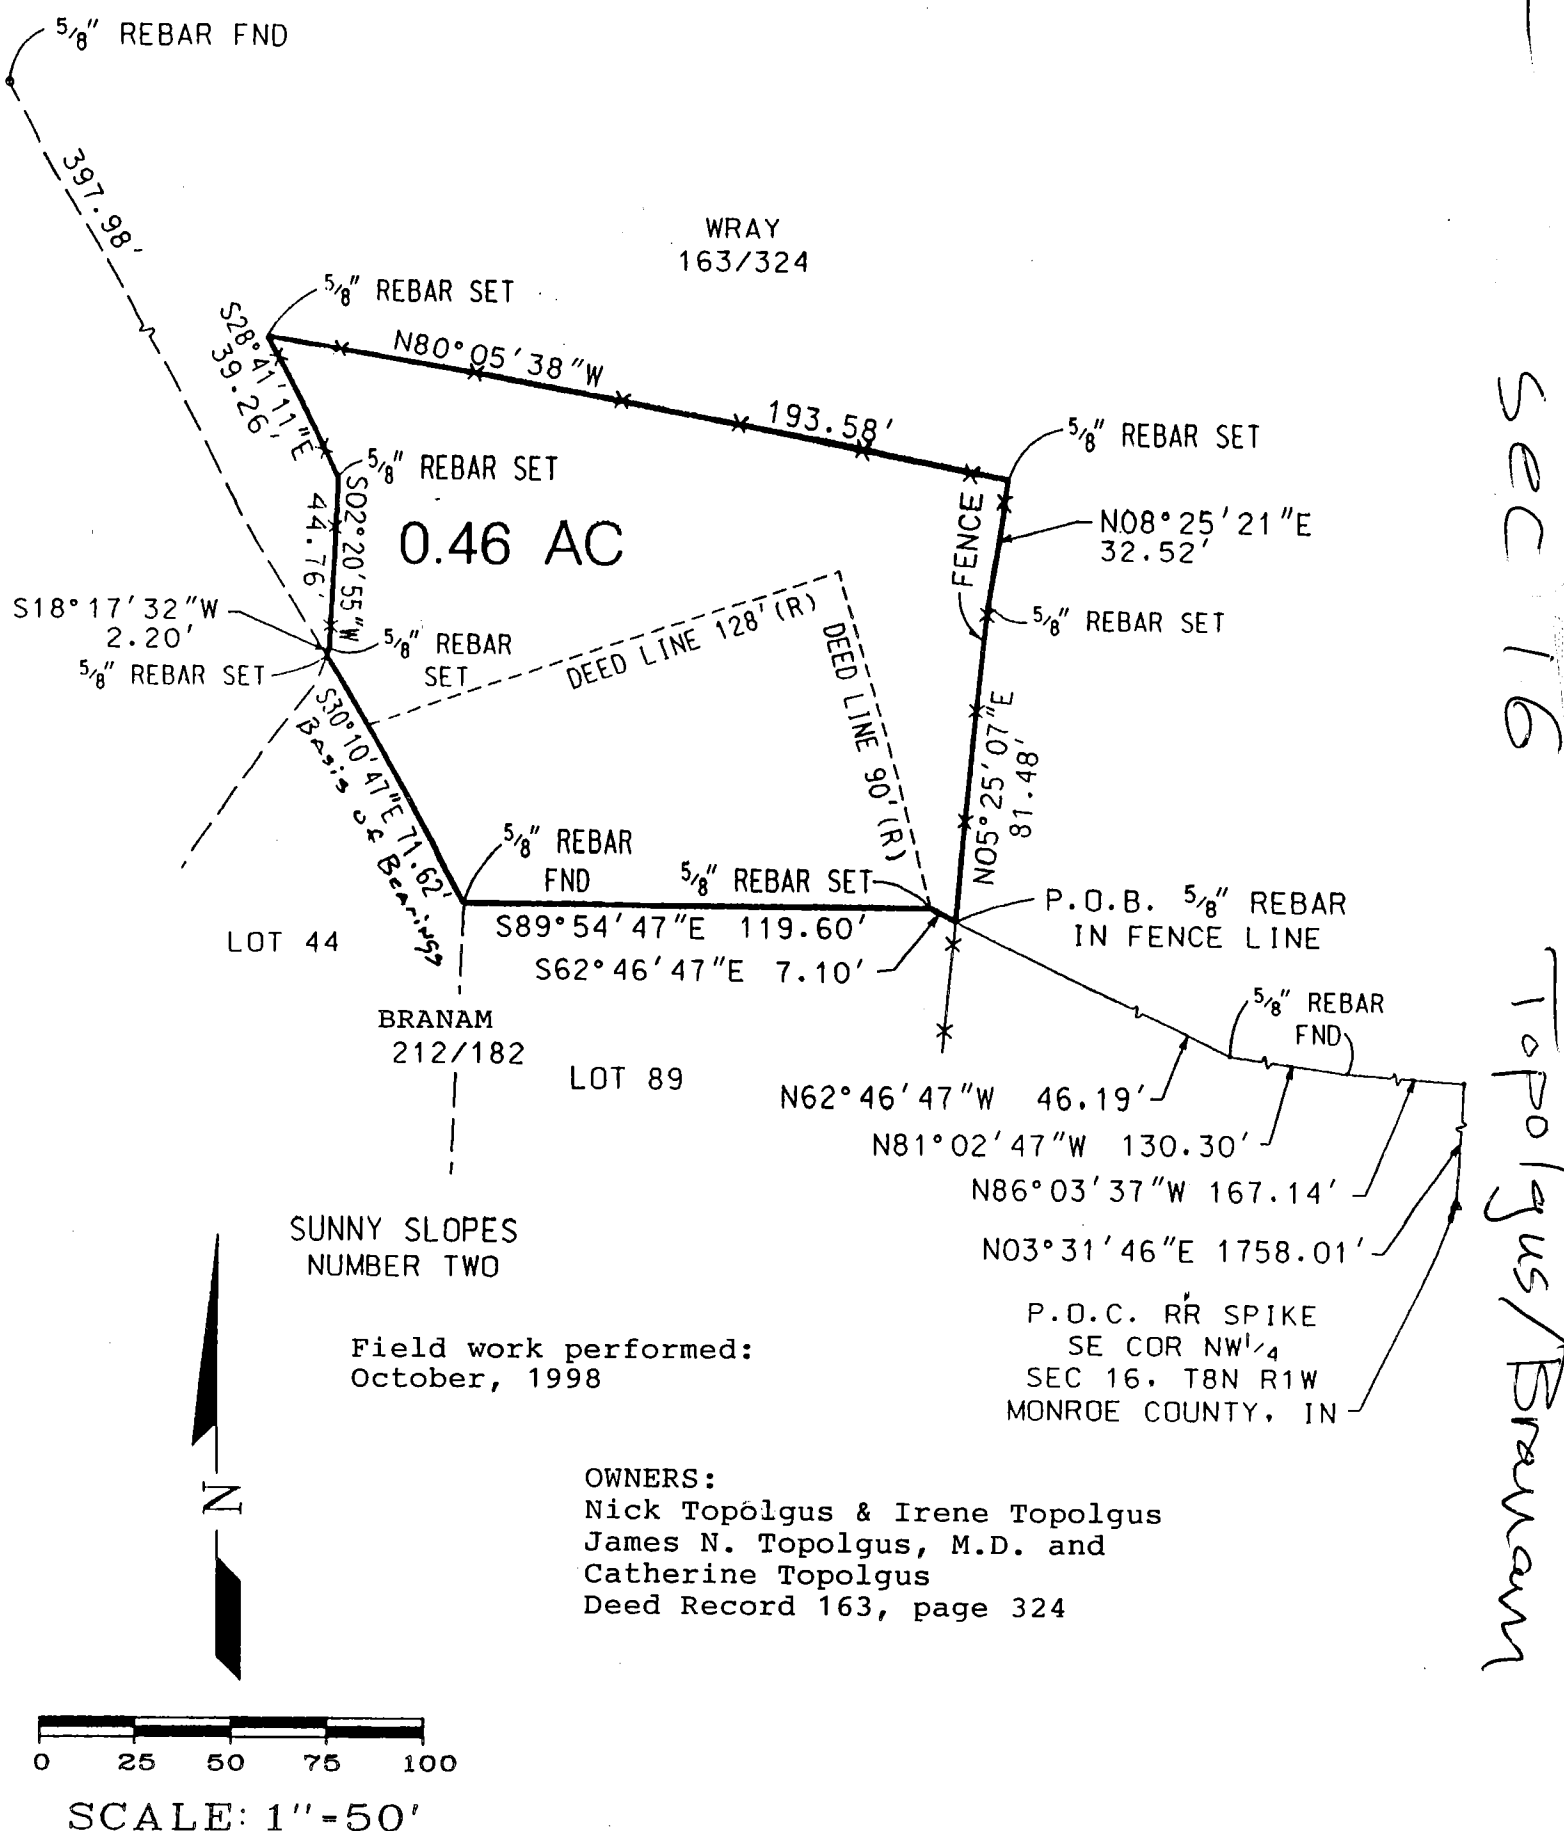 5/8" REBAR FND
397.98'
WRAY
163/324
5/8" REBAR SET
S28°41'11"E
39.26'
N80°05'38"W
193.58'
5/8" REBAR SET
5/8" REBAR SET
S02°20'55"W
44.76'
0.46 AC
FENCE
N08°25'21"E
32.52'
S18°17'32"W
2.20'
5/8" REBAR SET
5/8" REBAR
SET
DEED LINE 128'(R)
DEED LINE 90'(R)
5/8" REBAR SET
S30°10'47"E 71.62'
Basis of Bearings
N05°25'07"E
81.48'
5/8" REBAR
FND
5/8" REBAR SET
P.O.B. 5/8" REBAR
IN FENCE LINE
S89°54'47"E 119.60'
S62°46'47"E 7.10'
LOT 44
BRANAM
212/182
LOT 89
5/8" REBAR
FND
N62°46'47"W 46.19'
N81°02'47"W 130.30'
N86°03'37"W 167.14'
N03°31'46"E 1758.01'
P.O.C. RR SPIKE
SE COR NW1/4
SEC 16, T8N R1W
MONROE COUNTY, IN
SUNNY SLOPES
NUMBER TWO
Field work performed:
October, 1998
OWNERS:
Nick Topolgus & Irene Topolgus
James N. Topolgus, M.D. and
Catherine Topolgus
Deed Record 163, page 324
N
0 25 50 75 100
SCALE: 1"=50'
Sec 16 Topolgus/Branam